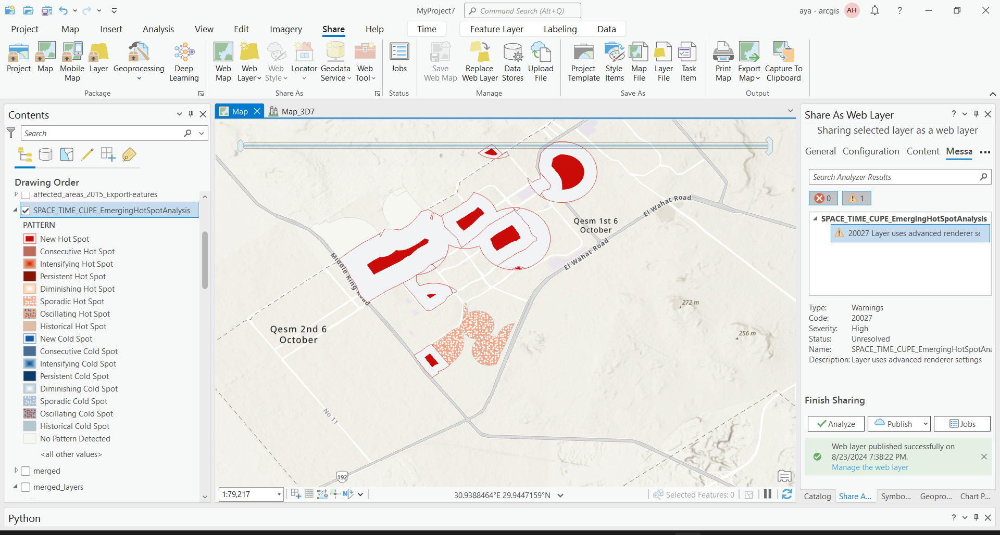 MyProject7
Command Search (Alt+Q)
aya - arcgis
AH
?
Project
Map
Insert
Analysis
View
Edit
Imagery
Share
Help
Time
Feature Layer
Labeling
Data
Project
Map
Mobile Map
Layer
Geoprocessing
Deep Learning
Package
Web Map
Web Layer
Web Style
Locator
Geodata Service
Web Tool
Share As
Jobs
Status
Save Web Map
Replace Web Layer
Data Stores
Upload File
Manage
Project Template
Style Items
Map File
Layer File
Task Item
Save As
Print Map
Export Map
Capture To Clipboard
Output
Contents
Search
Drawing Order
affected_areas_2015_ExportFeatures
SPACE_TIME_CUPE_EmergingHotSpotAnalysis
PATTERN
New Hot Spot
Consecutive Hot Spot
Intensifying Hot Spot
Persistent Hot Spot
Diminishing Hot Spot
Sporadic Hot Spot
Oscillating Hot Spot
Historical Hot Spot
New Cold Spot
Consecutive Cold Spot
Intensifying Cold Spot
Persistent Cold Spot
Diminishing Cold Spot
Sporadic Cold Spot
Oscillating Cold Spot
Historical Cold Spot
No Pattern Detected
<all other values>
merged
merged_layers
Map
Map_3D7
El Wahat Road
Qesm 1st 6
October
El Wahat Road
Middle Ring Road
272 m
256 m
Qesm 2nd 6
October
No 11
192
1:79,217
30.9388464°E 29.9447159°N
Selected Features: 0
Share As Web Layer
?
Sharing selected layer as a web layer
General
Configuration
Content
Messa
...
Search Analyzer Results
0
1
SPACE_TIME_CUPE_EmergingHotSpotAnalysis
20027 Layer uses advanced renderer se
Type: Warnings
Code: 20027
Severity: High
Status: Unresolved
Name: SPACE_TIME_CUPE_EmergingHotSpotAna
Description: Layer uses advanced renderer settings
Finish Sharing
Analyze
Publish
Jobs
Web layer published successfully on
8/23/2024 7:38:22 PM.
Manage the web layer
Catalog
Share A...
Symbo...
Geopro...
Chart P...
Python
?